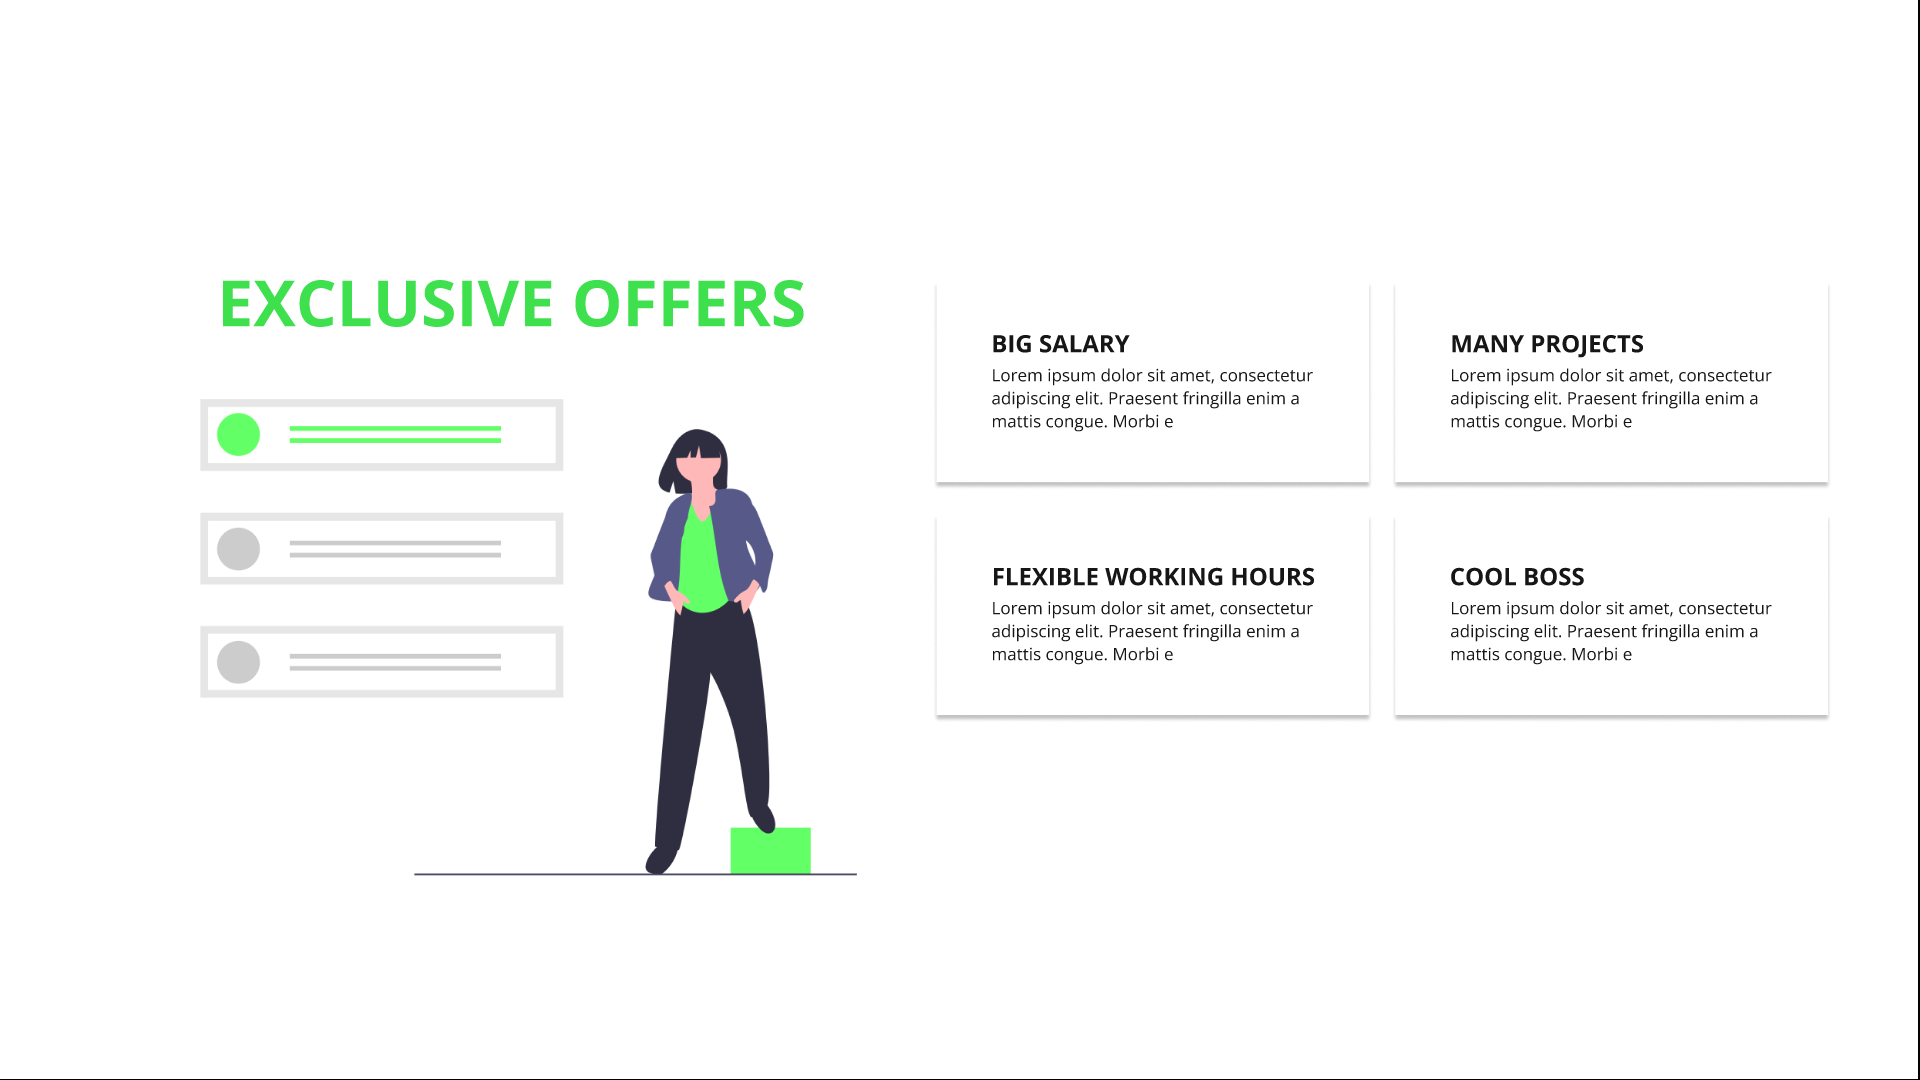 EXCLUSIVE OFFERS
BIG SALARY
Lorem ipsum dolor sit amet, consectetur
adipiscing elit. Praesent fringilla enim a
mattis congue. Morbi e
MANY PROJECTS
Lorem ipsum dolor sit amet, consectetur
adipiscing elit. Praesent fringilla enim a
mattis congue. Morbi e
FLEXIBLE WORKING HOURS
Lorem ipsum dolor sit amet, consectetur
adipiscing elit. Praesent fringilla enim a
mattis congue. Morbi e
COOL BOSS
Lorem ipsum dolor sit amet, consectetur
adipiscing elit. Praesent fringilla enim a
mattis congue. Morbi e